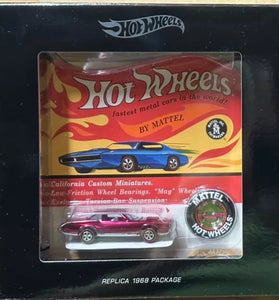 Hot Wheels
Hot Wheels
fastest metal cars in the world!
BY MATTEL
California Custom Miniatures.
Low-Friction Wheel Bearings, "Mag" Wheels
Exclusive Torsion-Bar Suspension
MATTEL
HOT WHEELS
REPLICA 1968 PACKAGE